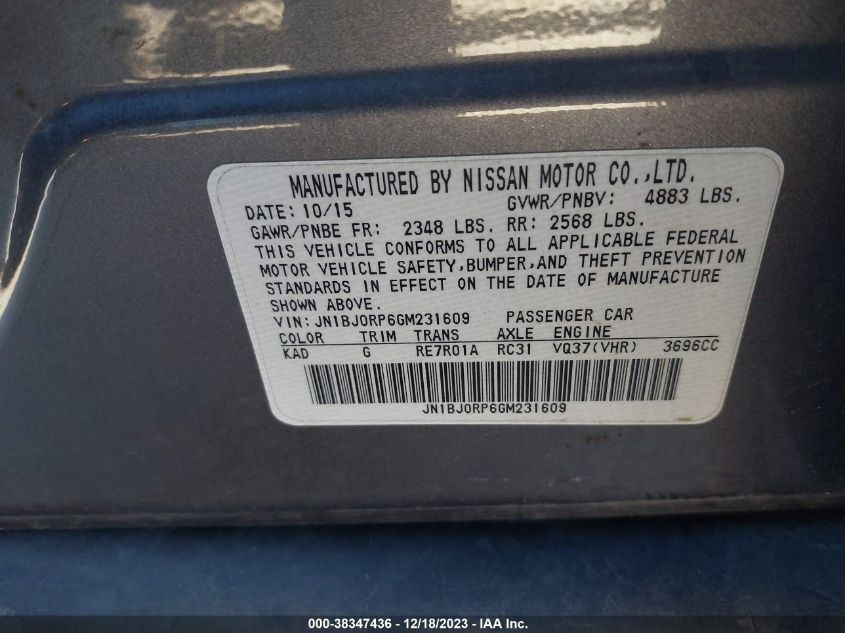 MANUFACTURED BY NISSAN MOTOR CO.,LTD.
DATE: 10/15 GVWR/PNBV: 4883 LBS.
GAWR/PNBE FR: 2348 LBS. RR: 2568 LBS.
THIS VEHICLE CONFORMS TO ALL APPLICABLE FEDERAL
MOTOR VEHICLE SAFETY,BUMPER,AND THEFT PREVENTION
STANDARDS IN EFFECT ON THE DATE OF MANUFACTURE
SHOWN ABOVE.
VIN:JN1BJ0RP6GM231609 PASSENGER CAR
COLOR TRIM TRANS AXLE ENGINE
KAD G RE7R01A RC31 VQ37(VHR) 3696CC
JN1BJ0RP6GM231609
000-38347436 - 12/18/2023 - IAA Inc.